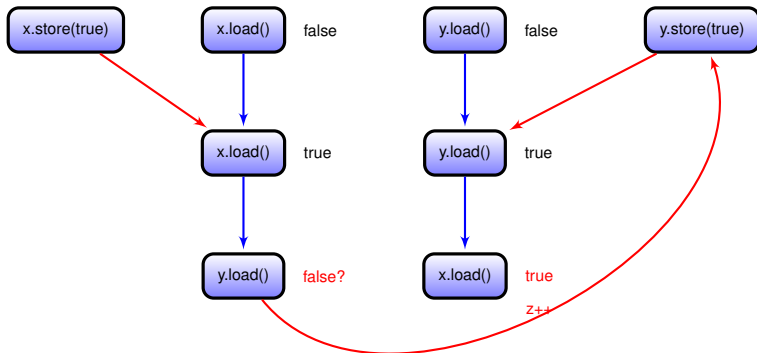 x.store(true)
x.load()
false
y.load()
false
y.store(true)
x.load()
true
y.load()
true
y.load()
false?
x.load()
true
z++